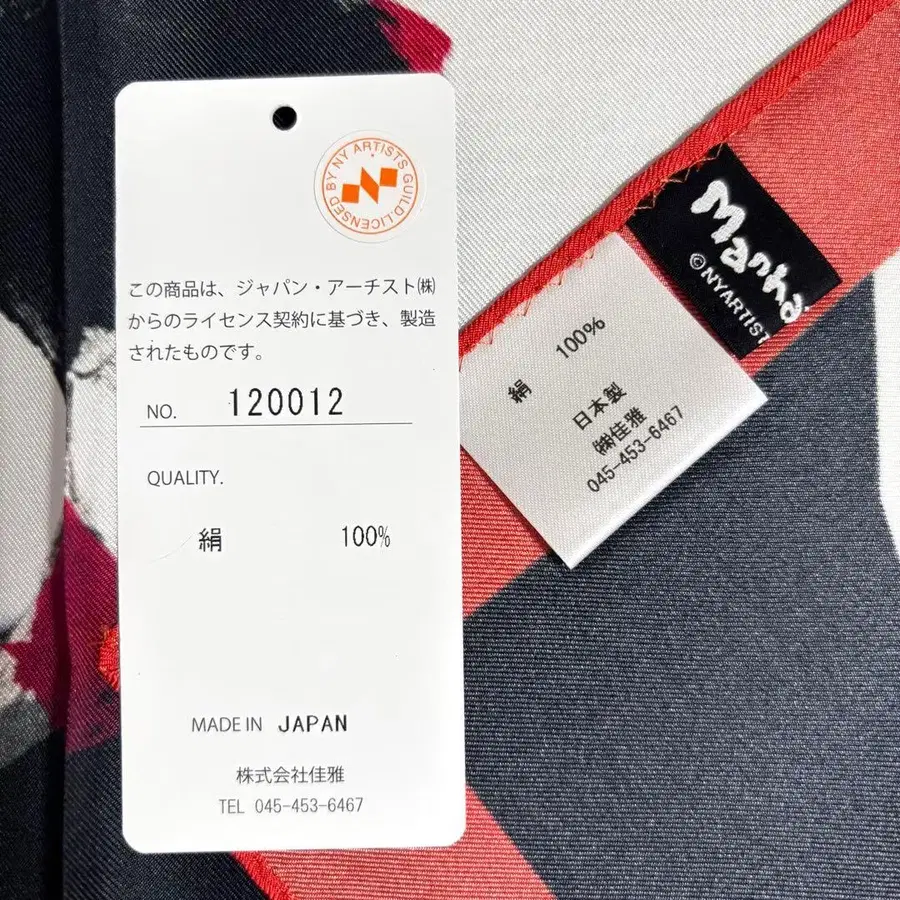 LICENSED BY NY ARTISTS GUILD
この商品は、ジャパン・アーチスト㈱
からのライセンス契約に基づき、製造
されたものです。
NO. 120012
QUALITY.
絹 100%
MADE IN JAPAN
株式会社佳雅
TEL 045-453-6467
©NYARTIST
絹 100%
日本製
㈱佳雅
045-453-6467